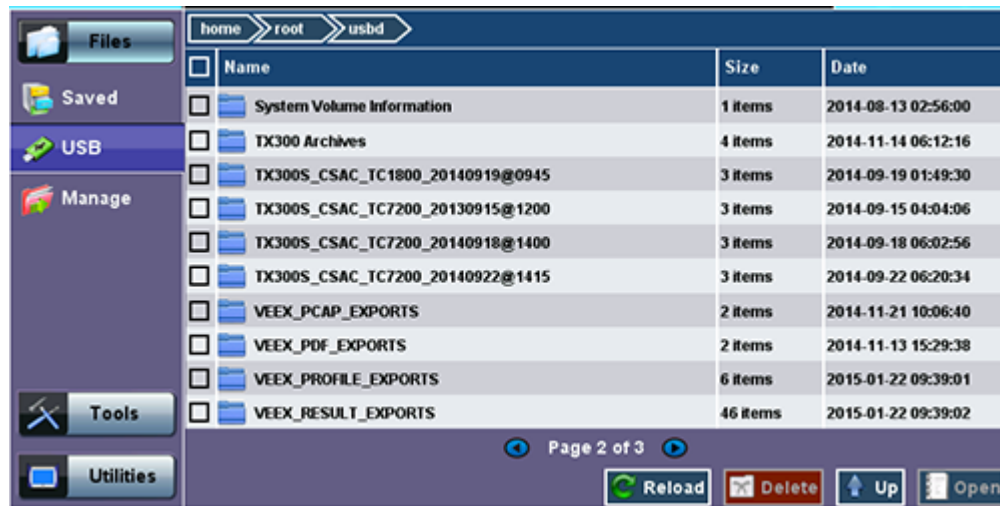 Files
Saved
USB
Manage
Tools
Utilities
home root usbd
Name Size Date
System Volume Information 1 items 2014-08-13 02:56:00
TX300 Archives 4 items 2014-11-14 06:12:16
TX300S_CSAC_TC1800_20140919@0945 3 items 2014-09-19 01:49:30
TX300S_CSAC_TC7200_20130915@1200 3 items 2014-09-15 04:04:06
TX300S_CSAC_TC7200_20140918@1400 3 items 2014-09-18 06:02:56
TX300S_CSAC_TC7200_20140922@1415 3 items 2014-09-22 06:20:34
VEEX_PCAP_EXPORTS 2 items 2014-11-21 10:06:40
VEEX_PDF_EXPORTS 2 items 2014-11-13 15:29:38
VEEX_PROFILE_EXPORTS 6 items 2015-01-22 09:39:01
VEEX_RESULT_EXPORTS 46 items 2015-01-22 09:39:02
Page 2 of 3
Reload Delete Up Open